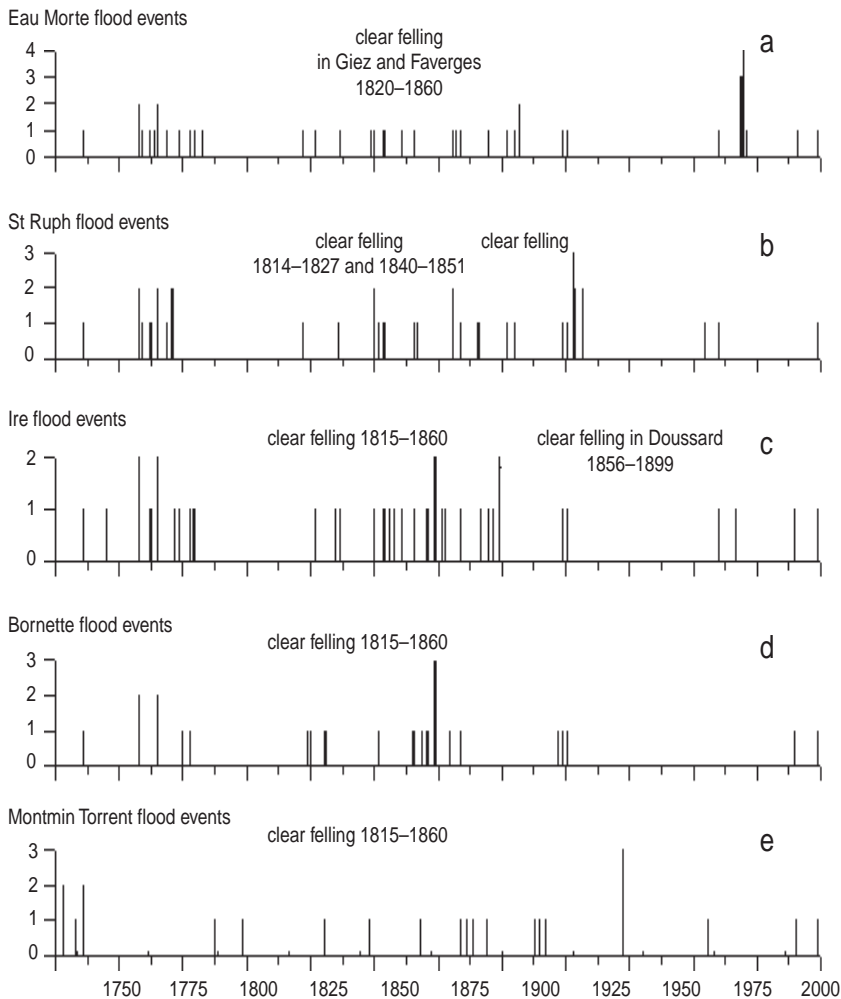 Eau Morte flood events
a
clear felling
in Giez and Faverges
1820–1860
4
3
2
1
0
St Ruph flood events
b
clear felling
1814–1827 and 1840–1851
clear felling
3
2
1
0
Ire flood events
c
clear felling 1815–1860
clear felling in Doussard
1856–1899
2
1
0
Bornette flood events
d
clear felling 1815–1860
3
2
1
0
Montmin Torrent flood events
e
clear felling 1815–1860
3
2
1
0
1750 1775 1800 1825 1850 1875 1900 1925 1950 1975 2000